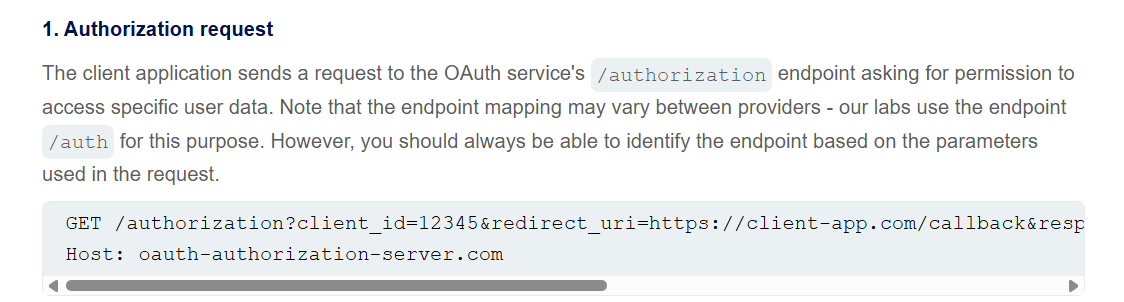 1. Authorization request
The client application sends a request to the OAuth service's /authorization endpoint asking for permission to
access specific user data. Note that the endpoint mapping may vary between providers - our labs use the endpoint
/auth for this purpose. However, you should always be able to identify the endpoint based on the parameters
used in the request.
GET /authorization?client_id=12345&redirect_uri=https://client-app.com/callback&resp
Host: oauth-authorization-server.com